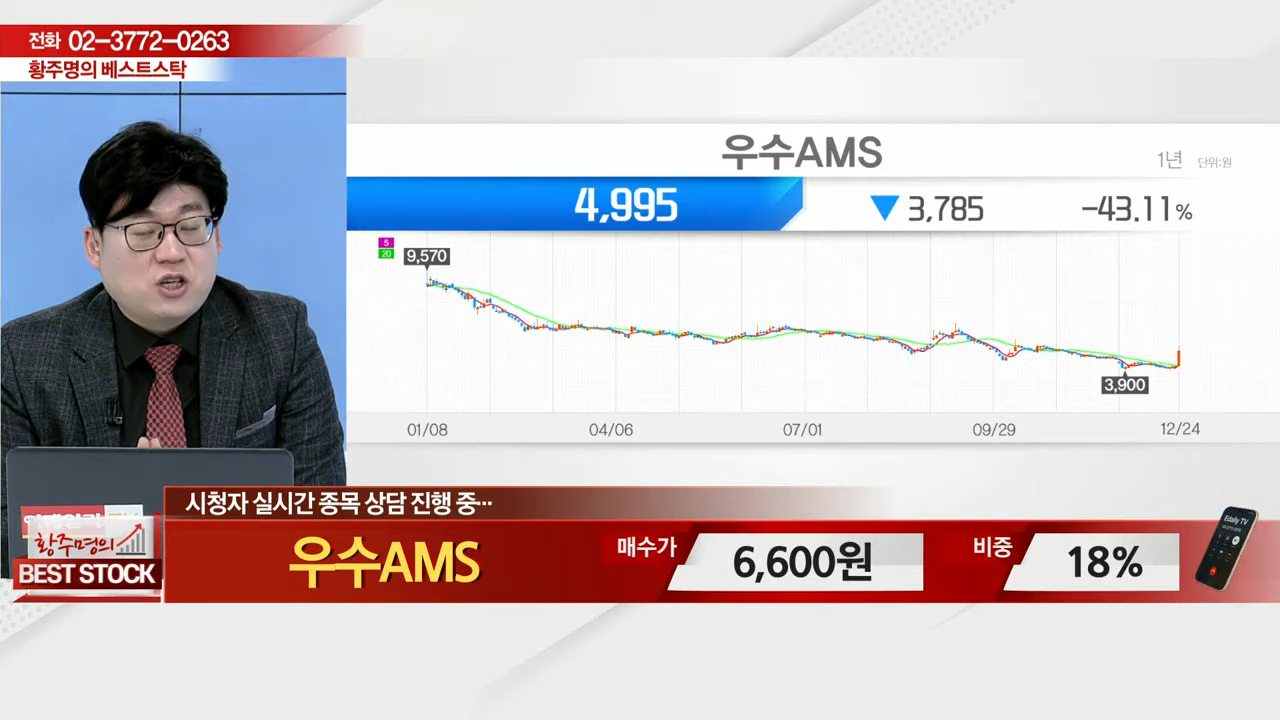 전화 02-3772-0263
황주명의 베스트스탁
우수AMS
1년 단위:원
4,995 ▼ 3,785 -43.11%
5
20
9,570
3,900
01/08 04/06 07/01 09/29 12/24
시청자 실시간 종목 상담 진행 중…
우수AMS 매수가 6,600원 비중 18%
황주명의
BEST STOCK
Edaily TV